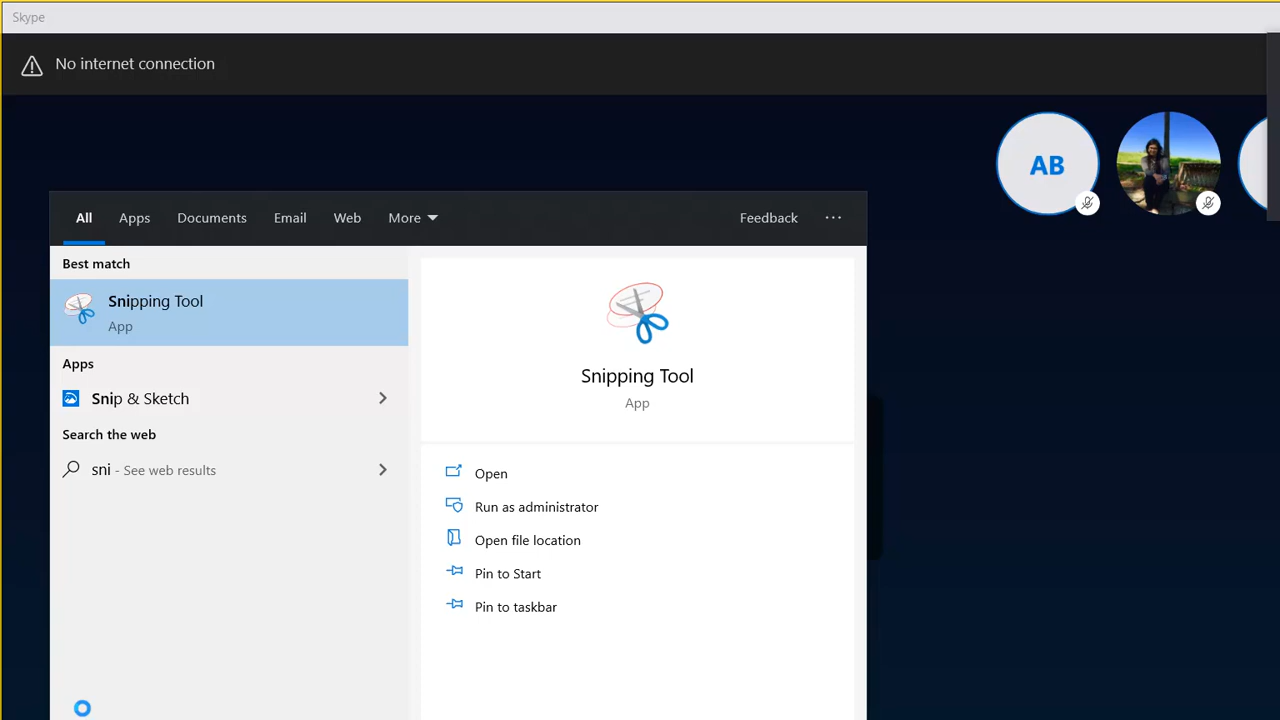 Skype
No internet connection
AB
All Apps Documents Email Web More Feedback ···
Best match
Snipping Tool
App
Apps
Snip & Sketch
Search the web
sni - See web results
Snipping Tool
App
Open
Run as administrator
Open file location
Pin to Start
Pin to taskbar